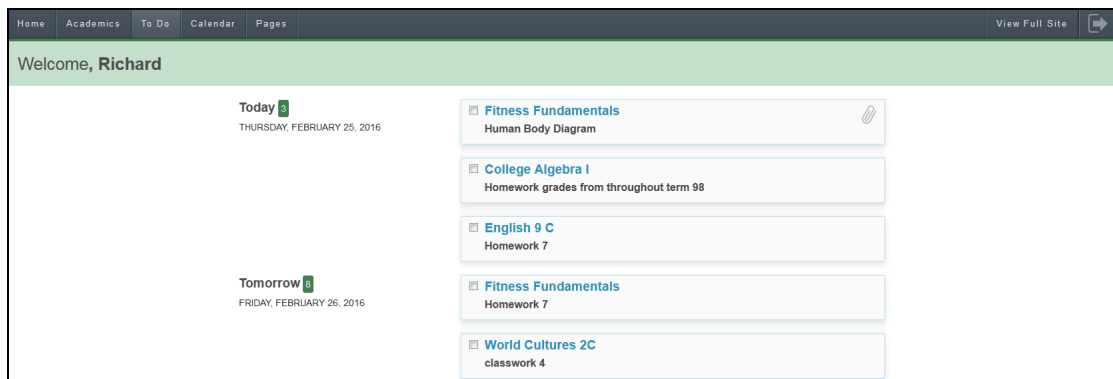 Home Academics To Do Calendar Pages View Full Site
Welcome, Richard
Today 3
THURSDAY, FEBRUARY 25, 2016
Fitness Fundamentals
Human Body Diagram
College Algebra I
Homework grades from throughout term 98
English 9 C
Homework 7
Tomorrow 8
FRIDAY, FEBRUARY 26, 2016
Fitness Fundamentals
Homework 7
World Cultures 2C
classwork 4